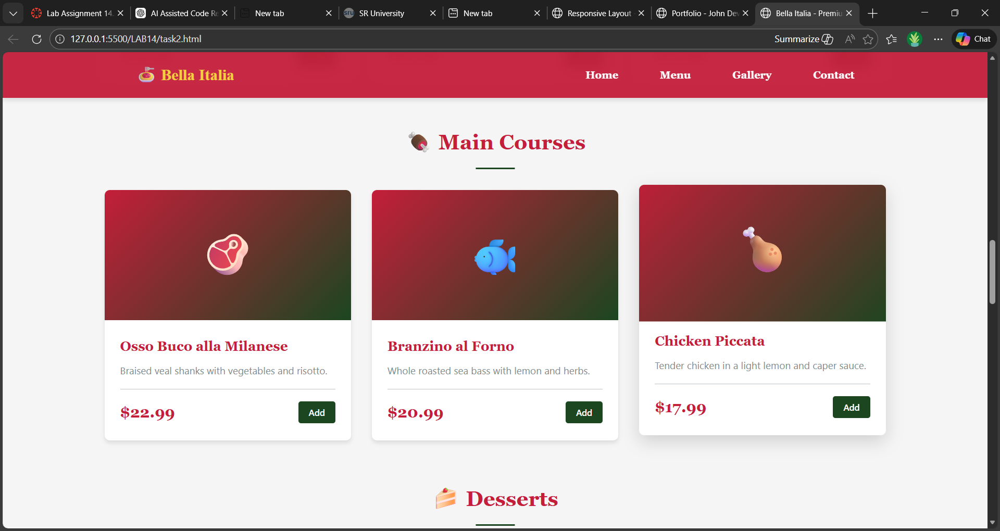 Lab Assignment 14.
AI Assisted Code Re
New tab
SR University
New tab
Responsive Layout
Portfolio - John Dev
Bella Italia - Premiu
127.0.0.1:5500/LAB14/task2.html
Summarize
Chat
Bella Italia
Home
Menu
Gallery
Contact
Main Courses
Osso Buco alla Milanese
Braised veal shanks with vegetables and risotto.
$22.99
Add
Branzino al Forno
Whole roasted sea bass with lemon and herbs.
$20.99
Add
Chicken Piccata
Tender chicken in a light lemon and caper sauce.
$17.99
Add
Desserts